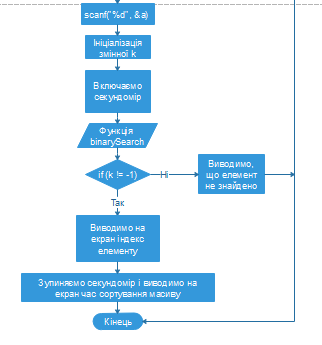 scanf("%d", &a)
Ініціалізація
змінної k
Включаємо
секундомір
Функція
binarySearch
if (k != -1)
Ні
Виводимо,
що елемент
не знайдено
Так
Виводимо на
екран індекс
елементу
Зупиняємо секундомір і виводимо на
екран час сортування масиву
Кінець